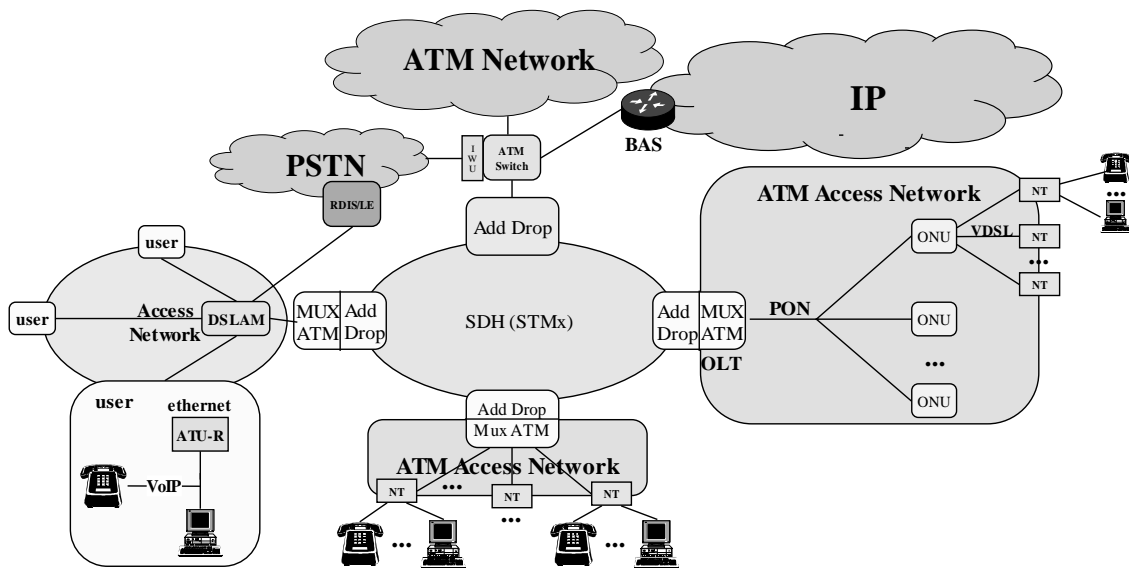 ATM Network
IP
BAS
I
W
U
ATM
Switch
PSTN
RDIS/LE
Add Drop
ATM Access Network
NT
...
ONU
VDSL
NT
...
NT
user
user
Access
Network
DSLAM
MUX
ATM
Add
Drop
SDH (STMx)
Add
Drop
MUX
ATM
OLT
PON
ONU
...
ONU
user
ethernet
ATU-R
VoIP
Add Drop
Mux ATM
ATM Access Network
NT
...
NT
...
NT
...
...